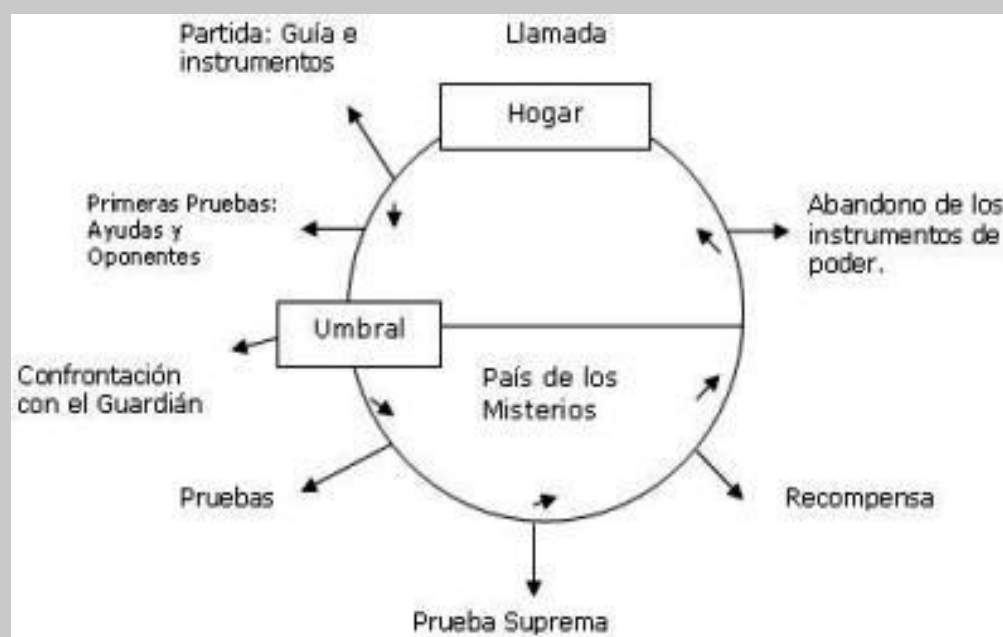 Partida: Guía e
instrumentos
Llamada
Hogar
Primeras Pruebas:
Ayudas y
Oponentes
Abandono de los
instrumentos de
poder.
Umbral
Confrontación
con el Guardián
País de los
Misterios
Pruebas
Recompensa
Prueba Suprema